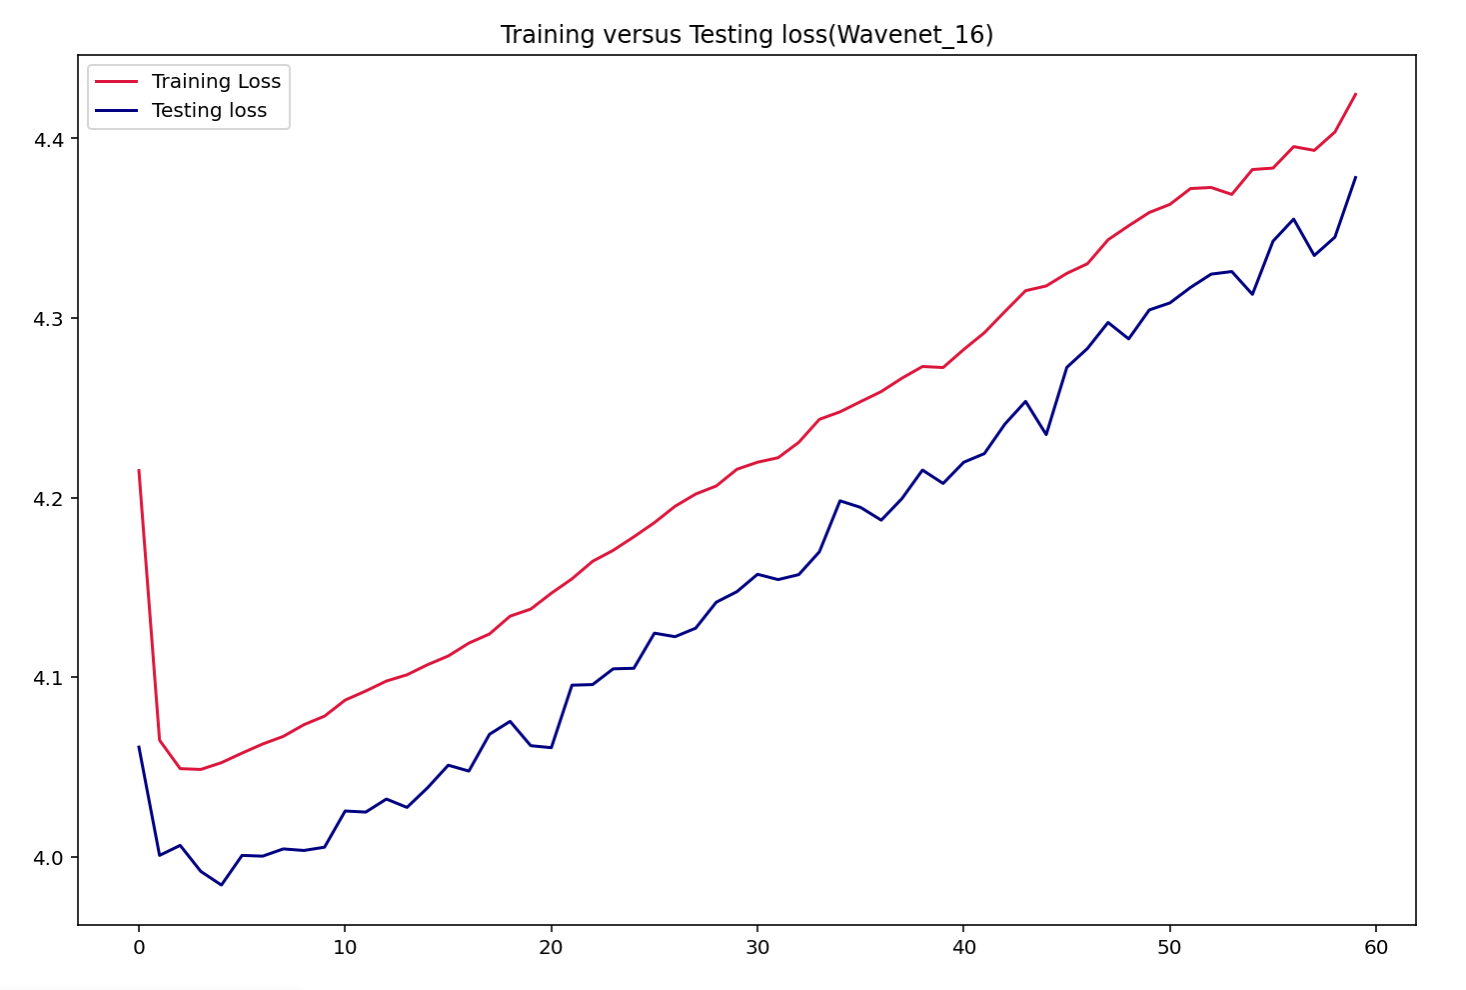 Training versus Testing loss(Wavenet_16)
Training Loss
Testing loss
4.4
4.3
4.2
4.1
4.0
0 10 20 30 40 50 60